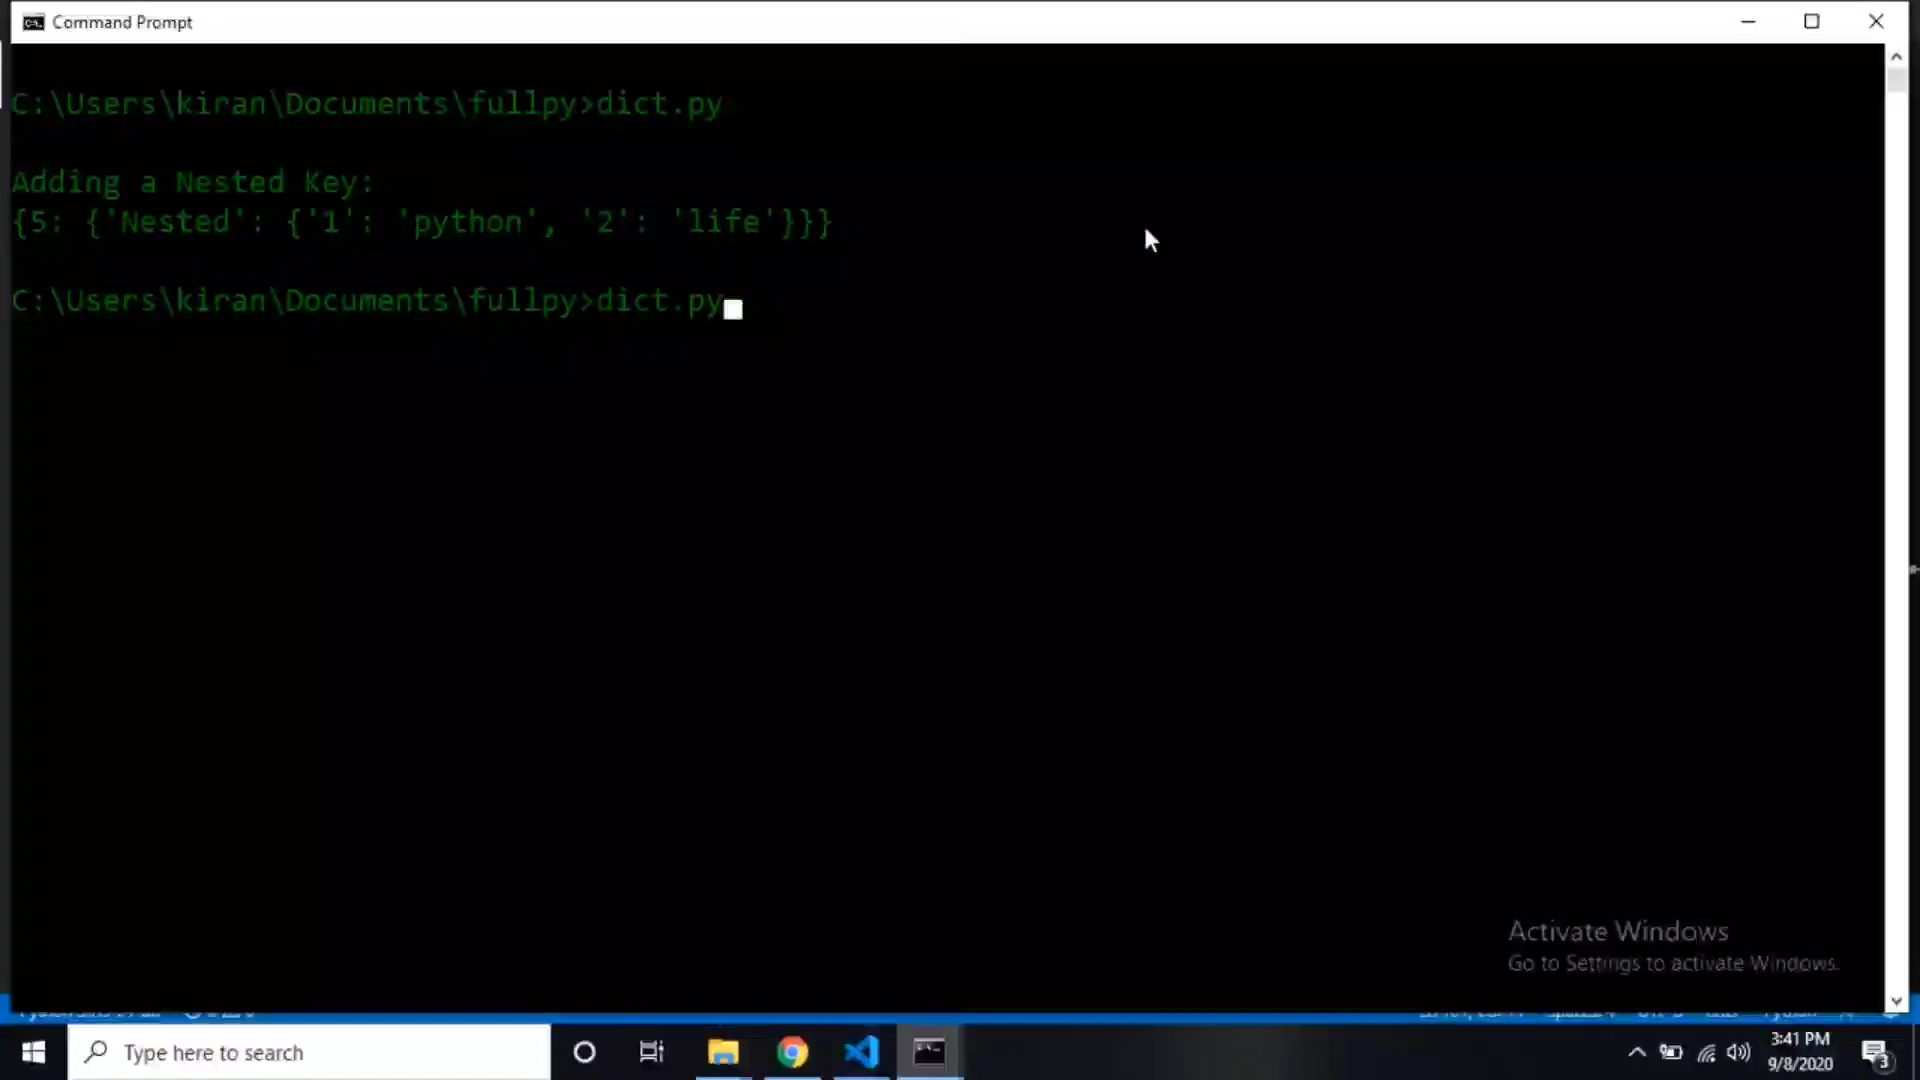 Command Prompt
C:\Users\kiran\Documents\fullpy>dict.py
Adding a Nested Key:
{5: {'Nested': {'1': 'python', '2': 'life'}}}
C:\Users\kiran\Documents\fullpy>dict.py
Activate Windows
Go to Settings to activate Windows.
Type here to search
3:41 PM
9/8/2020
3